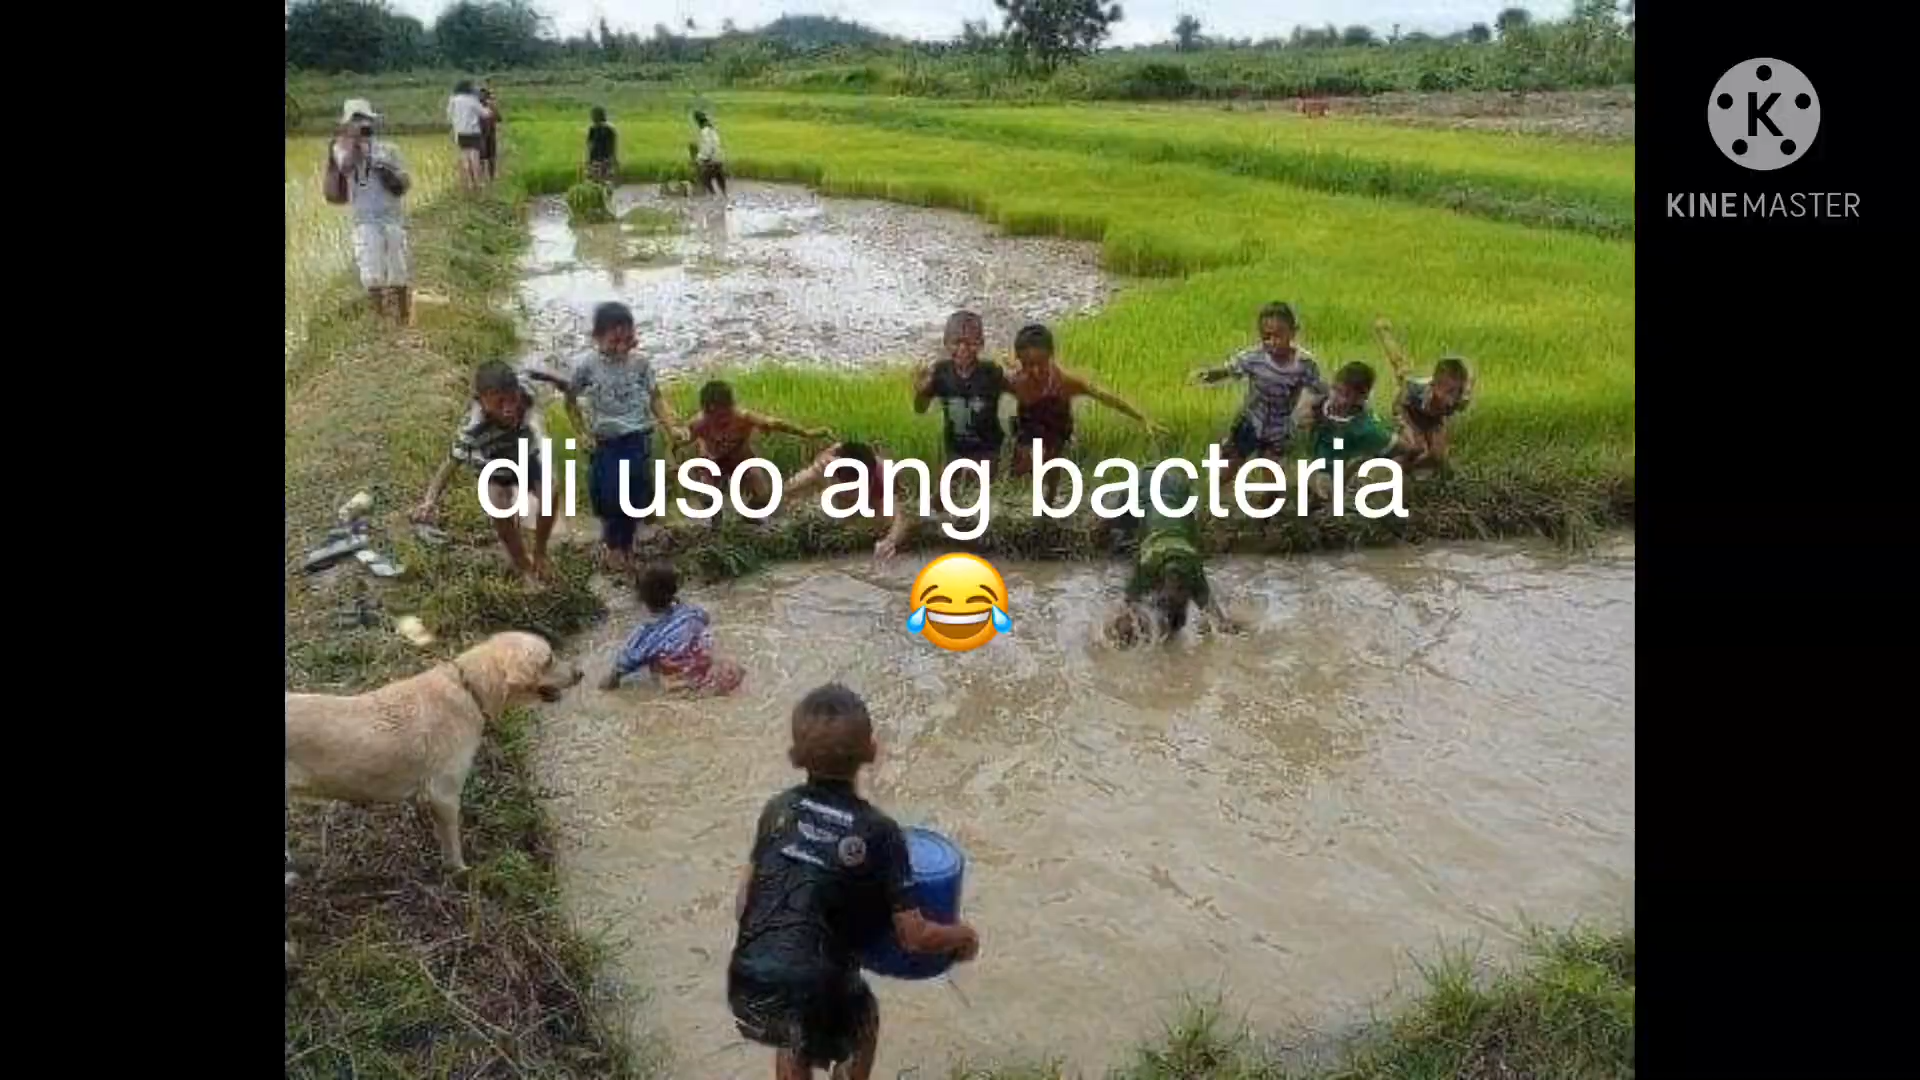 dli uso ang bacteria
😂
KINEMASTER